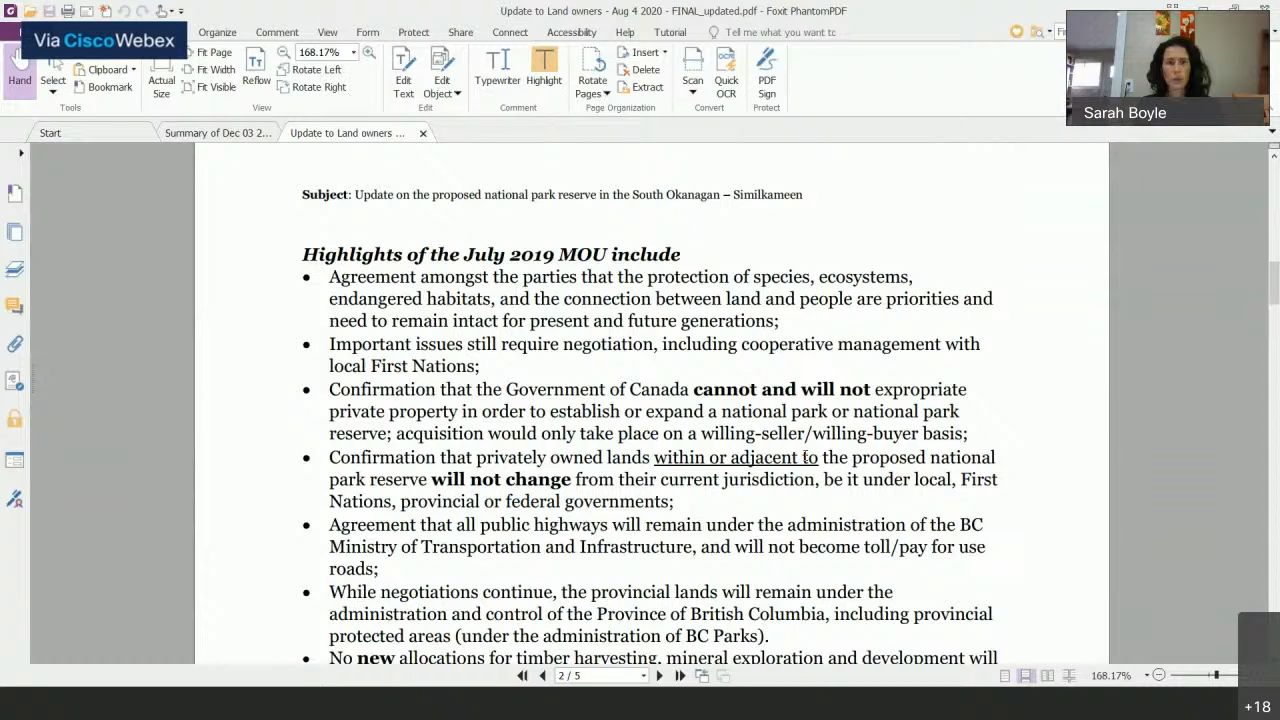 Update to Land owners - Aug 4 2020 - FINAL_updated.pdf - Foxit PhantomPDF
Via Cisco Webex
Organize Comment View Form Protect Share Connect Accessibility Help Tutorial Tell me what you want to
Fit Page 168.17% Insert
Clipboard Fit Width Rotate Left Delete
Bookmark Fit Visible Rotate Right Extract
Hand Select Actual Size Reflow Edit Text Edit Object Typewriter Highlight Rotate Pages Scan Quick OCR PDF Sign
Tools View Edit Comment Page Organization Convert Protect
Sarah Boyle
Start Summary of Dec 03 2... Update to Land owners ...
Subject: Update on the proposed national park reserve in the South Okanagan – Similkameen
Highlights of the July 2019 MOU include
• Agreement amongst the parties that the protection of species, ecosystems,
endangered habitats, and the connection between land and people are priorities and
need to remain intact for present and future generations;
• Important issues still require negotiation, including cooperative management with
local First Nations;
• Confirmation that the Government of Canada cannot and will not expropriate
private property in order to establish or expand a national park or national park
reserve; acquisition would only take place on a willing-seller/willing-buyer basis;
• Confirmation that privately owned lands within or adjacent to the proposed national
park reserve will not change from their current jurisdiction, be it under local, First
Nations, provincial or federal governments;
• Agreement that all public highways will remain under the administration of the BC
Ministry of Transportation and Infrastructure, and will not become toll/pay for use
roads;
• While negotiations continue, the provincial lands will remain under the
administration and control of the Province of British Columbia, including provincial
protected areas (under the administration of BC Parks).
• No new allocations for timber harvesting, mineral exploration and development will
2 / 5 168.17%
+18